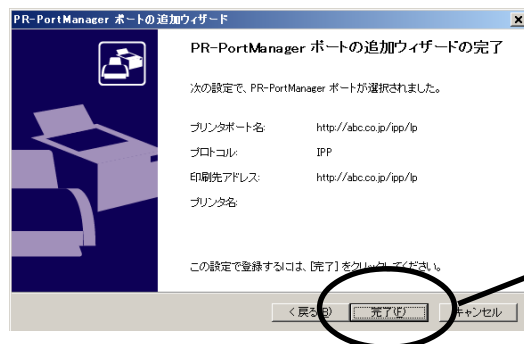 PR-PortManager ポートの追加ウィザード
PR-PortManager ポートの追加ウィザードの完了
次の設定で、PR-PortManager ポートが選択されました。
プリンタポート名: http://abc.co.jp/ipp/lp
プロトコル: IPP
印刷先アドレス: http://abc.co.jp/ipp/lp
プリンタ名:
この設定で登録するには、[完了] をクリックしてください。
< 戻る(B) 完了(F) キャンセル